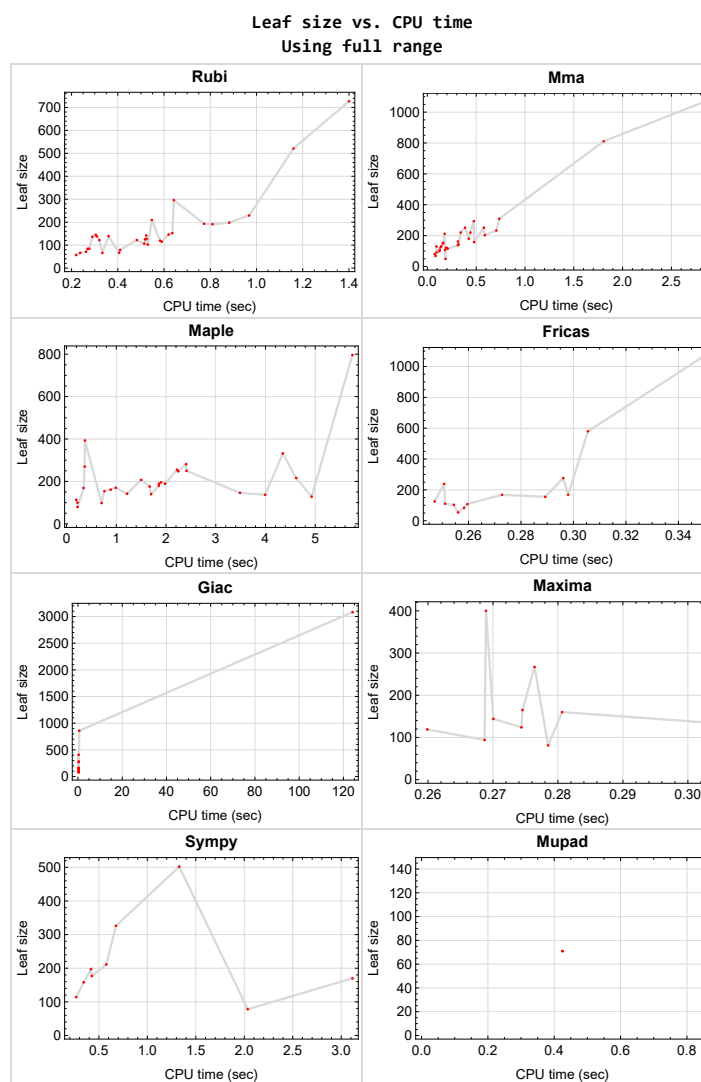 Leaf size vs. CPU time
Using full range
Rubi
Leaf size
700
600
500
400
300
200
100
0
0.2 0.4 0.6 0.8 1.0 1.2 1.4
CPU time (sec)
Mma
Leaf size
1000
800
600
400
200
0
0.0 0.5 1.0 1.5 2.0 2.5
CPU time (sec)
Maple
Leaf size
800
600
400
200
0
0 1 2 3 4 5
CPU time (sec)
Fricas
Leaf size
1000
800
600
400
200
0
0.26 0.28 0.30 0.32 0.34
CPU time (sec)
Giac
Leaf size
3000
2500
2000
1500
1000
500
0
0 20 40 60 80 100 120
CPU time (sec)
Maxima
Leaf size
400
300
200
100
0
0.26 0.27 0.28 0.29 0.30
CPU time (sec)
Sympy
Leaf size
500
400
300
200
100
0
0.5 1.0 1.5 2.0 2.5 3.0
CPU time (sec)
Mupad
Leaf size
140
120
100
80
60
40
20
0
0.0 0.2 0.4 0.6 0.8
CPU time (sec)